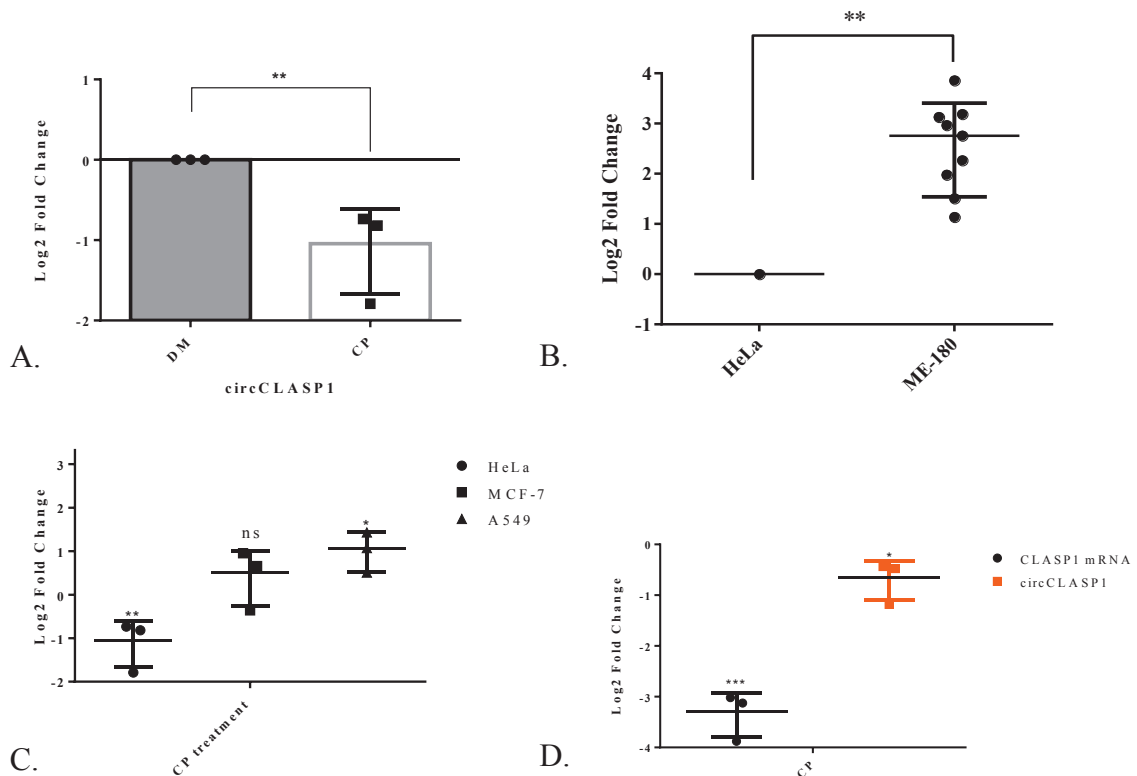 **
1
0
-1
-2
Log2 Fold Change
DM
CP
circCLASP1
A.
**
4
3
2
1
0
-1
Log2 Fold Change
HeLa
ME-180
B.
3
2
1
0
-1
-2
Log2 Fold Change
**
ns
*
HeLa
MCF-7
A549
CP treatment
C.
-0
-1
-2
-3
-4
Log2 Fold Change
***
*
CLASP1 mRNA
circCLASP1
CP
D.